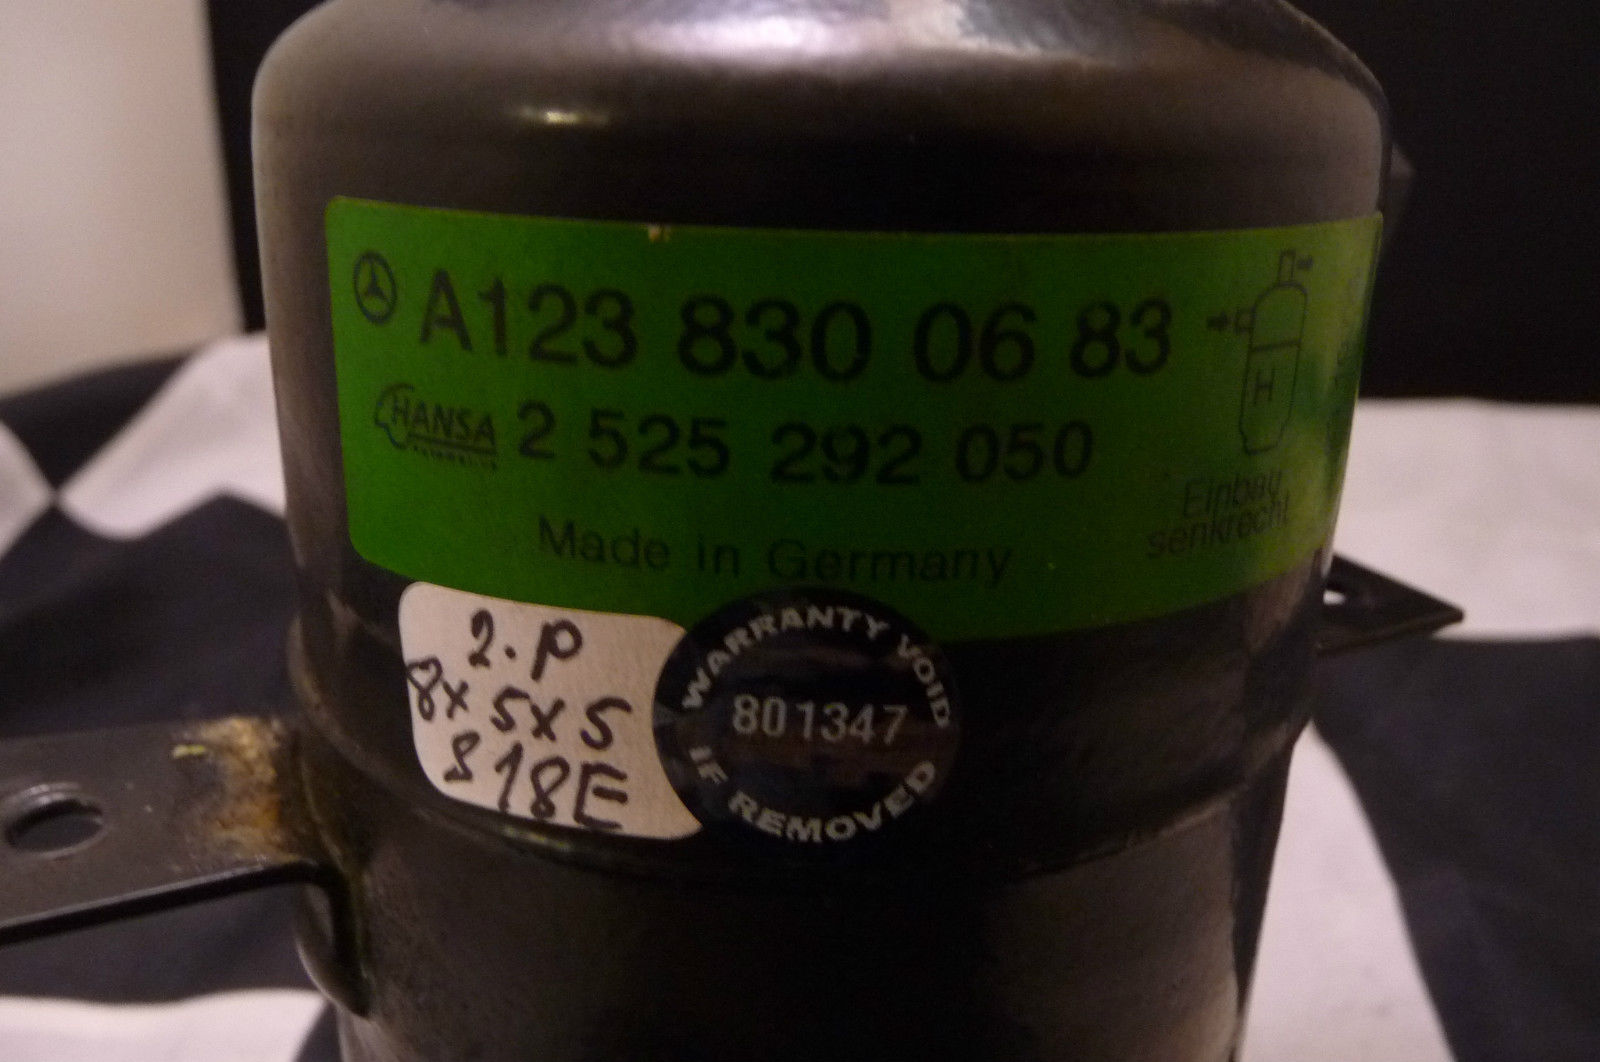 A123 830 06 83
HANSA 2 525 292 050
H
Made in Germany
Einbau
senkrecht
2.P
8x5x5
S18E
WARRANTY VOID
801347
IF REMOVED